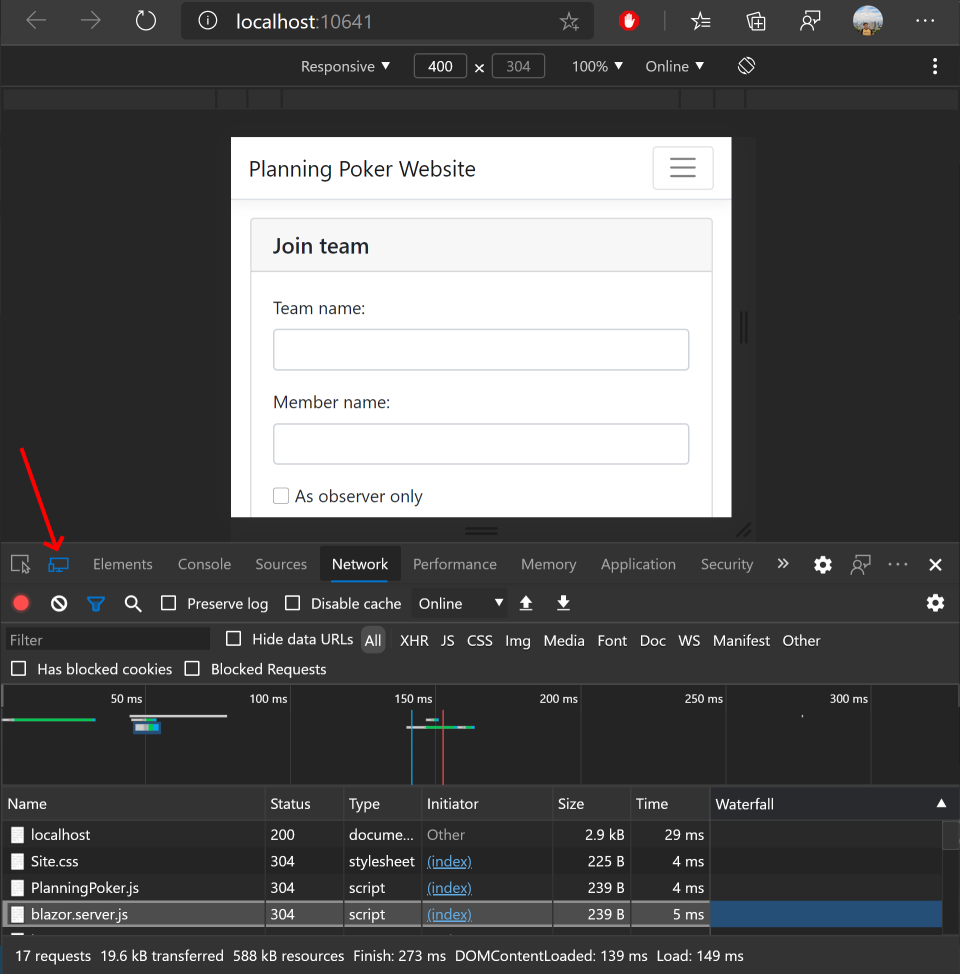 localhost:10641
Responsive ▼ 400 × 304 100% ▼ Online ▼
Planning Poker Website
Join team
Team name:
Member name:
As observer only
Elements Console Sources Network Performance Memory Application Security »
Preserve log Disable cache Online ▼
Filter Hide data URLs All XHR JS CSS Img Media Font Doc WS Manifest Other
Has blocked cookies Blocked Requests
50 ms 100 ms 150 ms 200 ms 250 ms 300 ms
Name Status Type Initiator Size Time Waterfall ▲
localhost 200 docume... Other 2.9 kB 29 ms
Site.css 304 stylesheet (index) 225 B 4 ms
PlanningPoker.js 304 script (index) 239 B 4 ms
blazor.server.js 304 script (index) 239 B 5 ms
17 requests 19.6 kB transferred 588 kB resources Finish: 273 ms DOMContentLoaded: 139 ms Load: 149 ms